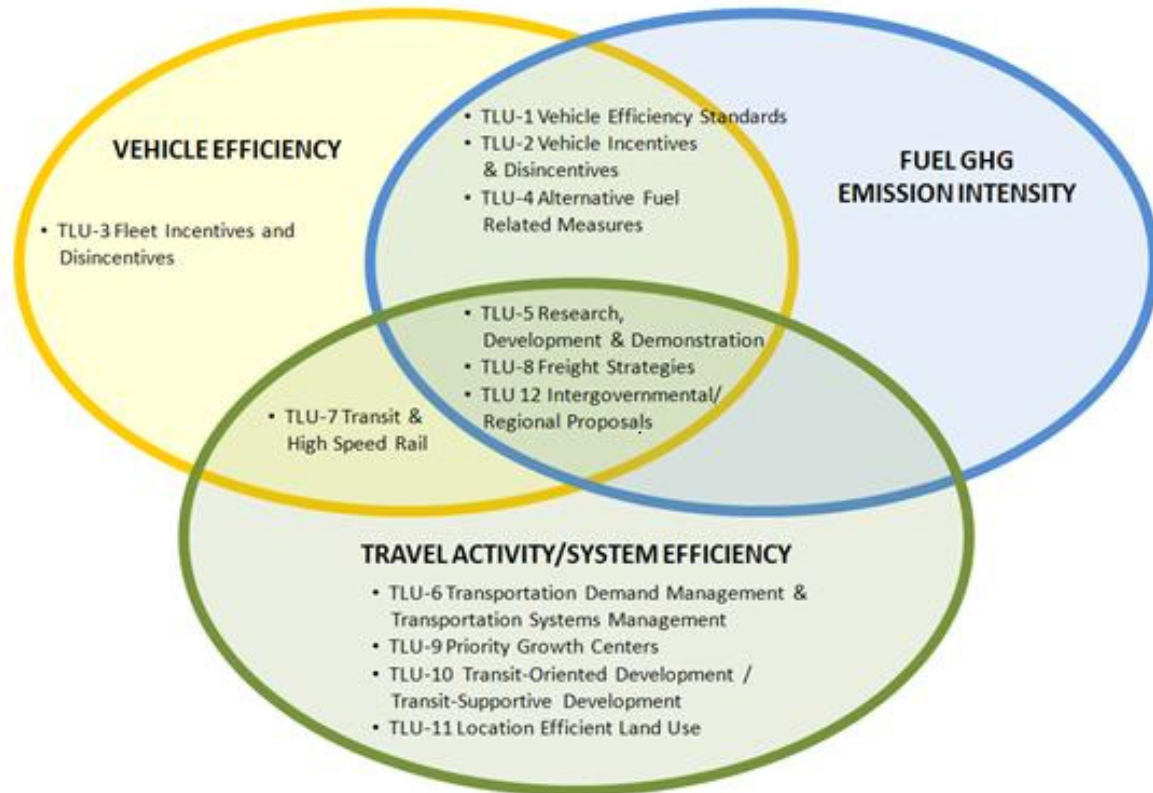 VEHICLE EFFICIENCY
• TLU-3 Fleet Incentives and
Disincentives
• TLU-1 Vehicle Efficiency Standards
• TLU-2 Vehicle Incentives
& Disincentives
• TLU-4 Alternative Fuel
Related Measures
FUEL GHG
EMISSION INTENSITY
• TLU-5 Research,
Development & Demonstration
• TLU-8 Freight Strategies
• TLU 12 Intergovernmental/
Regional Proposals
• TLU-7 Transit &
High Speed Rail
TRAVEL ACTIVITY/SYSTEM EFFICIENCY
• TLU-6 Transportation Demand Management &
Transportation Systems Management
• TLU-9 Priority Growth Centers
• TLU-10 Transit-Oriented Development /
Transit-Supportive Development
• TLU-11 Location Efficient Land Use